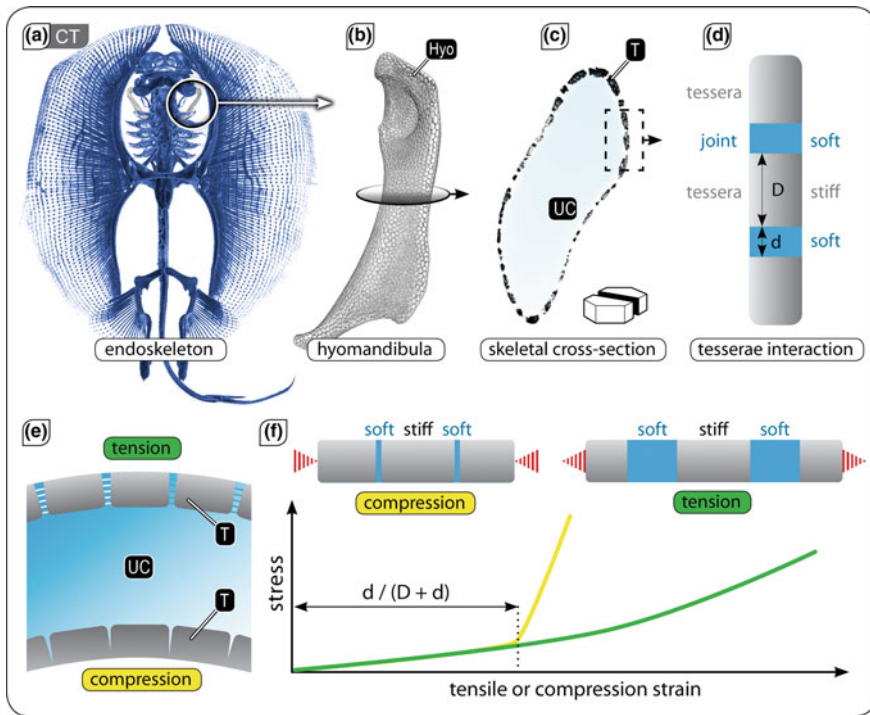 (a) CT
(b)
Hyo
(c)
T
(d)
tessera
joint soft
D
tessera stiff
d soft
UC
endoskeleton
hyomandibula
skeletal cross-section
tesserae interaction
(e)
tension
T
UC
T
compression
(f)
soft stiff soft
soft stiff soft
compression
tension
stress
d / (D + d)
tensile or compression strain